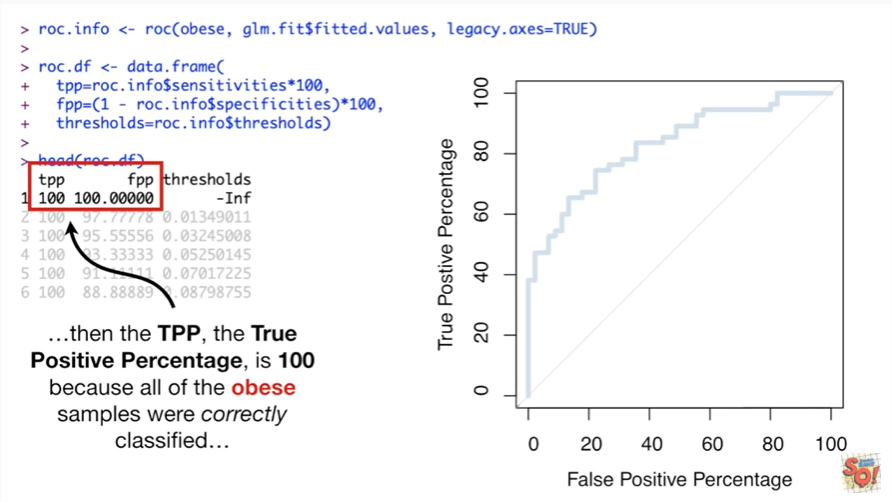 > roc.info <- roc(obese, glm.fit$fitted.values, legacy.axes=TRUE)
>
> roc.df <- data.frame(
+ tpp=roc.info$sensitivities*100,
+ fpp=(1 - roc.info$specificities)*100,
+ thresholds=roc.info$thresholds)
>
> head(roc.df)
tpp fpp thresholds
1 100 100.00000 -Inf
2 100 97.77778 0.01349011
3 100 95.55556 0.03245008
4 100 93.33333 0.05250145
5 100 91.11111 0.07017225
6 100 88.88889 0.08798755
…then the TPP, the True
Positive Percentage, is 100
because all of the obese
samples were correctly
classified…
True Postive Percentage
100
80
60
40
20
0
0 20 40 60 80 100
False Positive Percentage
SQ!